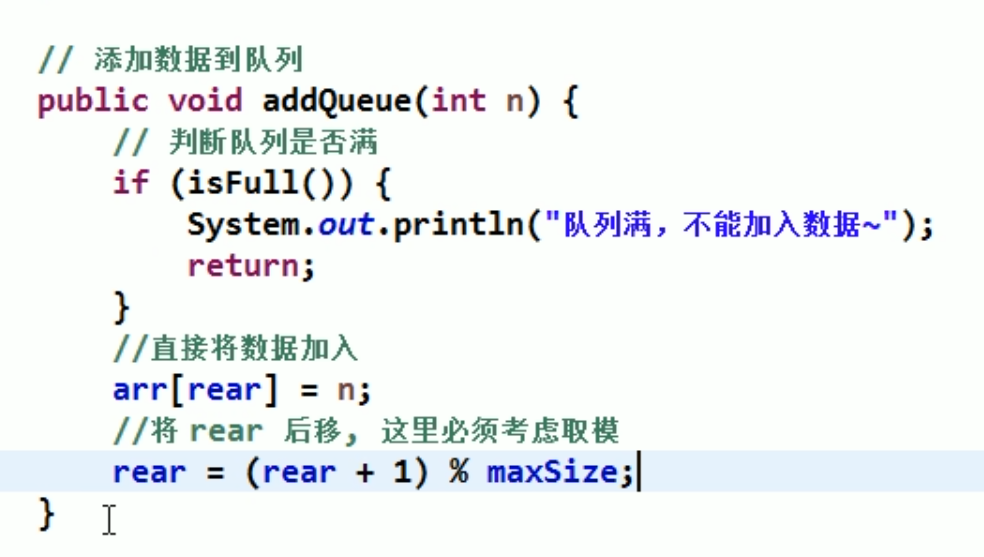 // 添加数据到队列
public void addQueue(int n) {
    // 判断队列是否满
    if (isFull()) {
        System.out.println("队列满，不能加入数据~");
        return;
    }
    //直接将数据加入
    arr[rear] = n;
    //将 rear 后移, 这里必须考虑取模
    rear = (rear + 1) % maxSize;
}